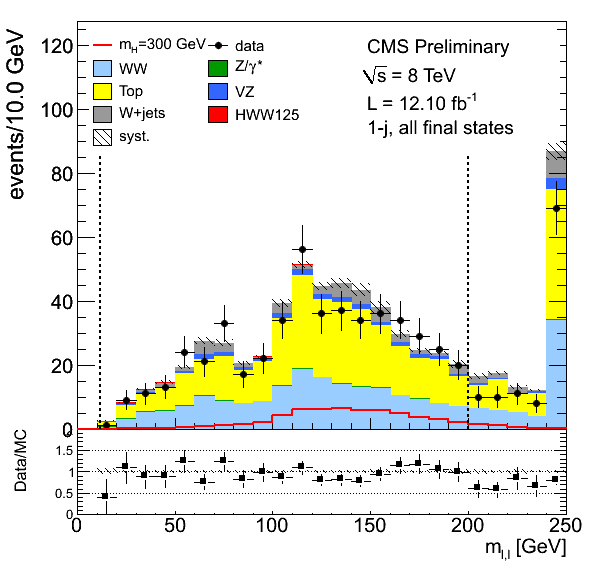 events/10.0 GeV
120
100
80
60
40
20
0
m_H=300 GeV
data
WW
Z/γ*
Top
VZ
W+jets
HWW125
syst.
CMS Preliminary
√s = 8 TeV
L = 12.10 fb⁻¹
1-j, all final states
Data/MC
1.5
1
0.5
0
0 50 100 150 200 250
m_l,l [GeV]